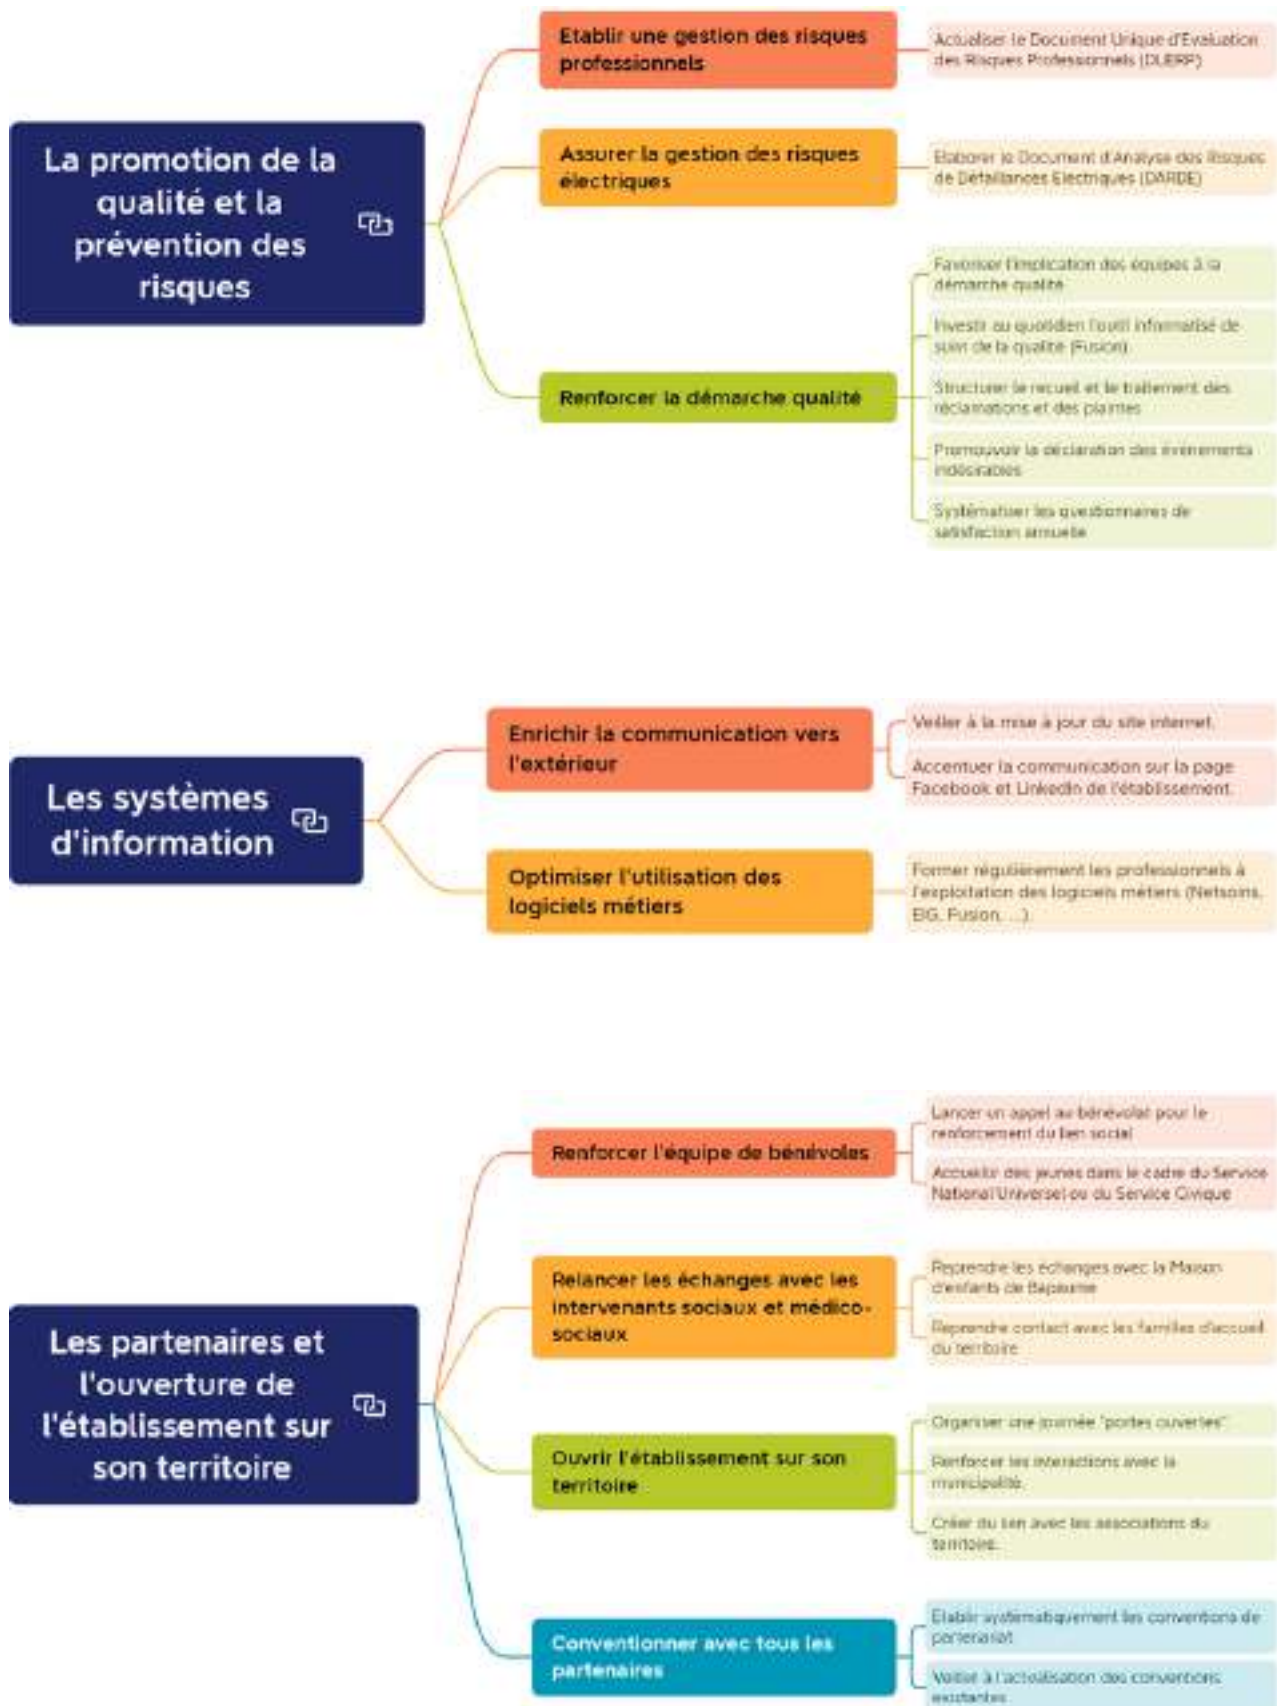 La promotion de la
qualité et la
prévention des
risques
Etablir une gestion des risques
professionnels
Actualiser le Document Unique d'Evaluation
des Risques Professionnels (DUERP)
Assurer la gestion des risques
électriques
Elaborer le Document d'Analyse des Risques
de Défaillances Electriques (DARDE)
Renforcer la démarche qualité
Favoriser l'implication des équipes à la
démarche qualité
Investir au quotidien l'outil informatisé de
suivi de la qualité (Fusion).
Structurer le recueil et le traitement des
réclamations et des plaintes
Promouvoir la déclaration des événements
indésirables
Systématiser les questionnaires de
satisfaction annuelle
Les systèmes
d'information
Enrichir la communication vers
l'extérieur
Veiller à la mise à jour du site internet.
Accentuer la communication sur la page
Facebook et LinkedIn de l'établissement.
Optimiser l'utilisation des
logiciels métiers
Former régulièrement les professionnels à
l'exploitation des logiciels métiers (Netsoins,
BIG, Fusion, ...)
Les partenaires et
l'ouverture de
l'établissement sur
son territoire
Renforcer l'équipe de bénévoles
Lancer un appel au bénévolat pour le
renforcement du lien social
Accueillir des jeunes dans le cadre du Service
National Universel ou du Service Civique
Relancer les échanges avec les
intervenants sociaux et médico-
sociaux
Reprendre les échanges avec la Maison
d'enfants de Bapaume
Reprendre contact avec les familles d'accueil
du territoire
Ouvrir l'établissement sur son
territoire
Organiser une journée "portes ouvertes"
Renforcer les interactions avec la
municipalité.
Créer du lien avec les associations du
territoire.
Conventionner avec tous les
partenaires
Etablir systématiquement les conventions de
partenariat
Veiller à l'actualisation des conventions
existantes